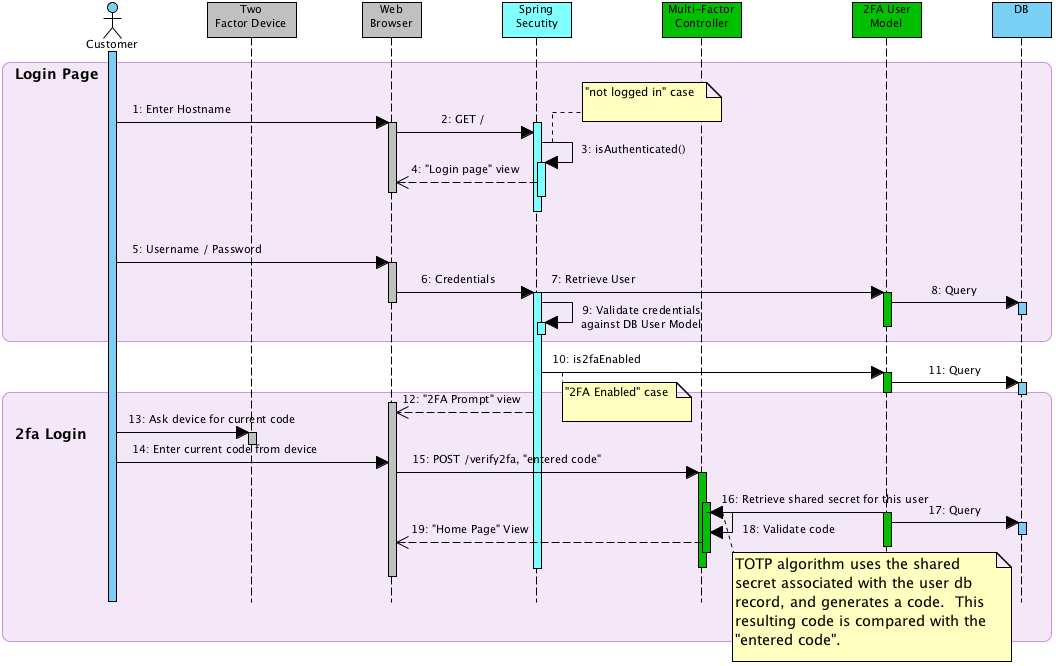 Customer
Two
Factor Device
Web
Browser
Spring
Secutity
Multi-Factor
Controller
2FA User
Model
DB
Login Page
"not logged in" case
1: Enter Hostname
2: GET /
3: isAuthenticated()
4: "Login page" view
5: Username / Password
6: Credentials
7: Retrieve User
8: Query
9: Validate credentials
against DB User Model
10: is2faEnabled
11: Query
"2FA Enabled" case
12: "2FA Prompt" view
2fa Login
13: Ask device for current code
14: Enter current code from device
15: POST /verify2fa, "entered code"
16: Retrieve shared secret for this user
17: Query
18: Validate code
19: "Home Page" View
TOTP algorithm uses the shared
secret associated with the user db
record, and generates a code. This
resulting code is compared with the
"entered code".